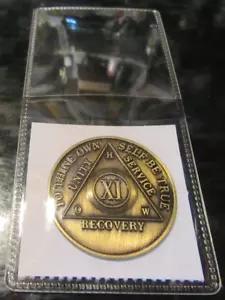 TO THINE OWN SELF BE TRUE
H
UNITY
SERVICE
XI
O
W
RECOVERY